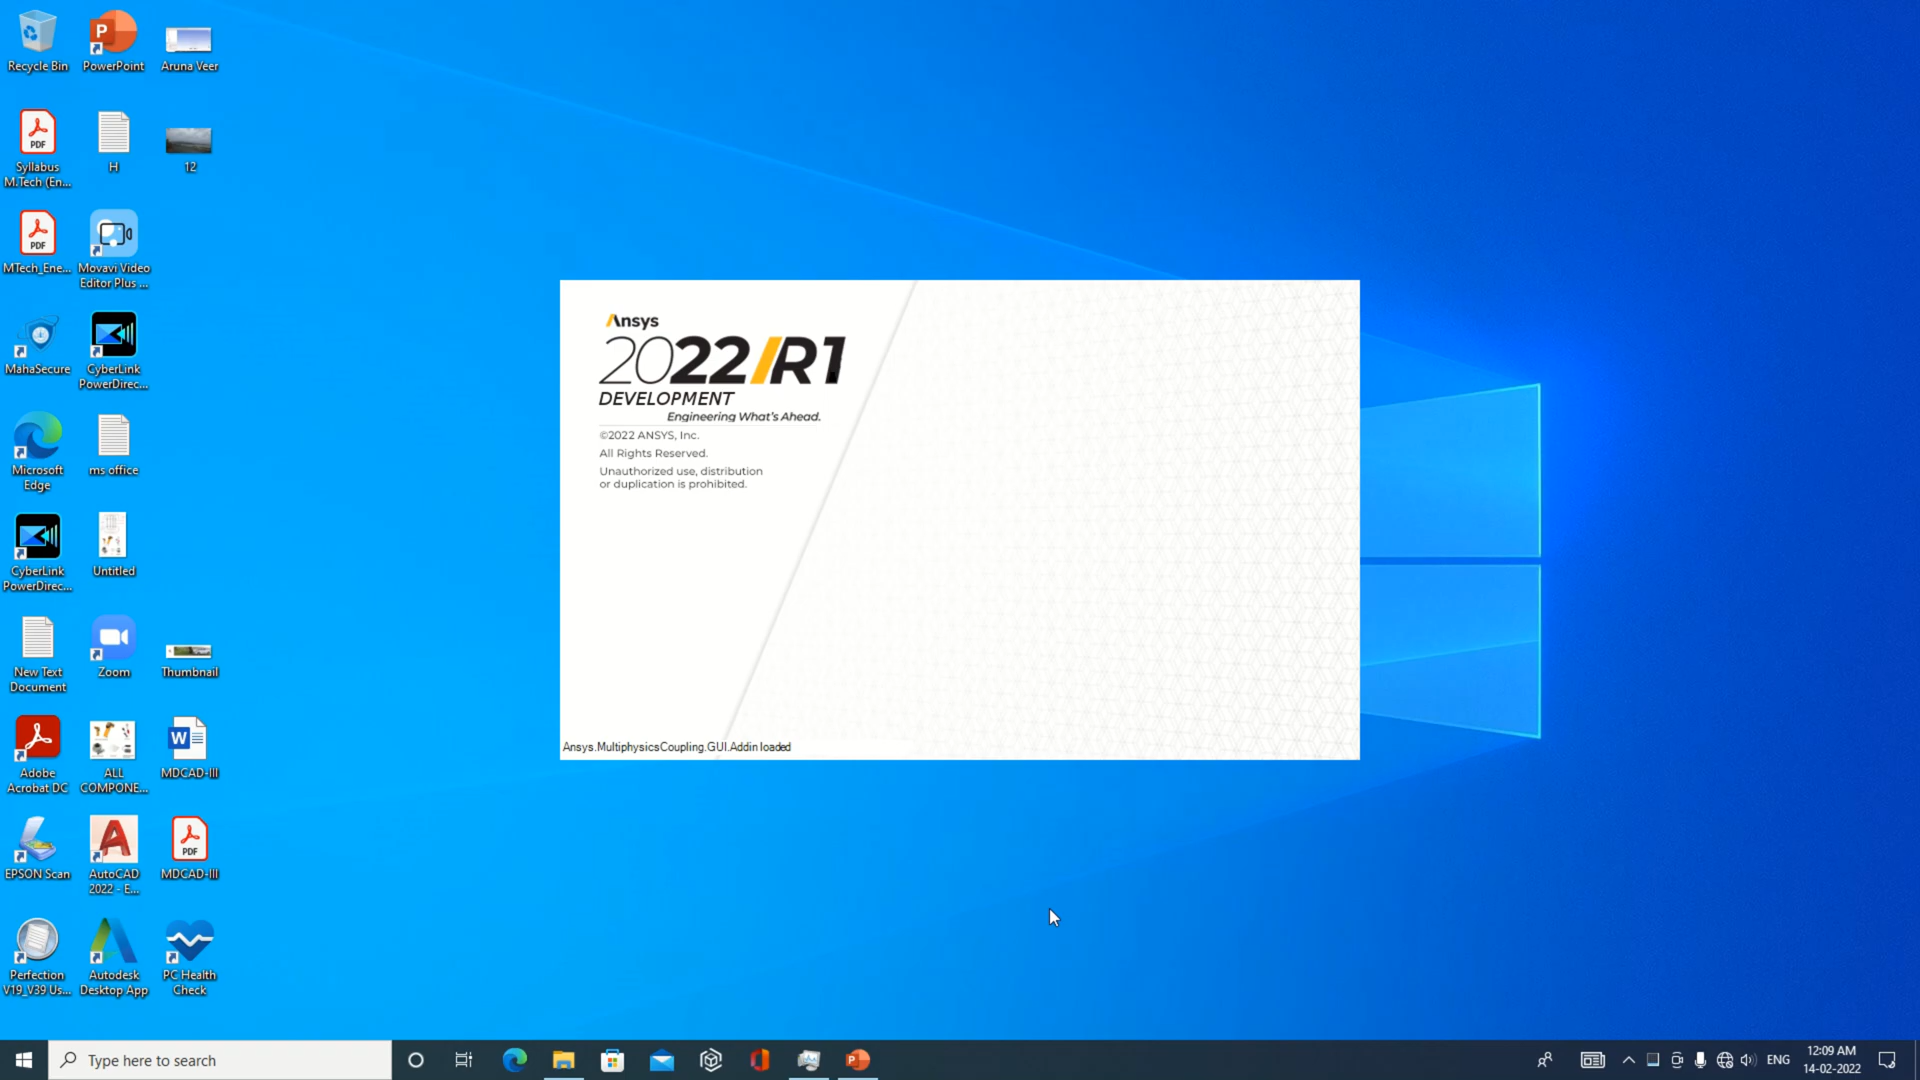 Recycle Bin
PowerPoint
Aruna Veer
Syllabus
M.Tech (En...
H
12
MTech_Ene...
Movavi Video
Editor Plus ...
MahaSecure
CyberLink
PowerDirec...
Microsoft
Edge
ms office
CyberLink
PowerDirec...
Untitled
New Text
Document
Zoom
Thumbnail
Adobe
Acrobat DC
ALL
COMPONE...
MDCAD-III
EPSON Scan
AutoCAD
2022 - E...
MDCAD-III
Perfection
V19_V39 Us...
Autodesk
Desktop App
PC Health
Check
Ansys
2022/R1
DEVELOPMENT
Engineering What's Ahead.
©2022 ANSYS, Inc.
All Rights Reserved.
Unauthorized use, distribution
or duplication is prohibited.
Ansys.MultiphysicsCoupling.GUI.Addin loaded
Type here to search
ENG
12:09 AM
14-02-2022